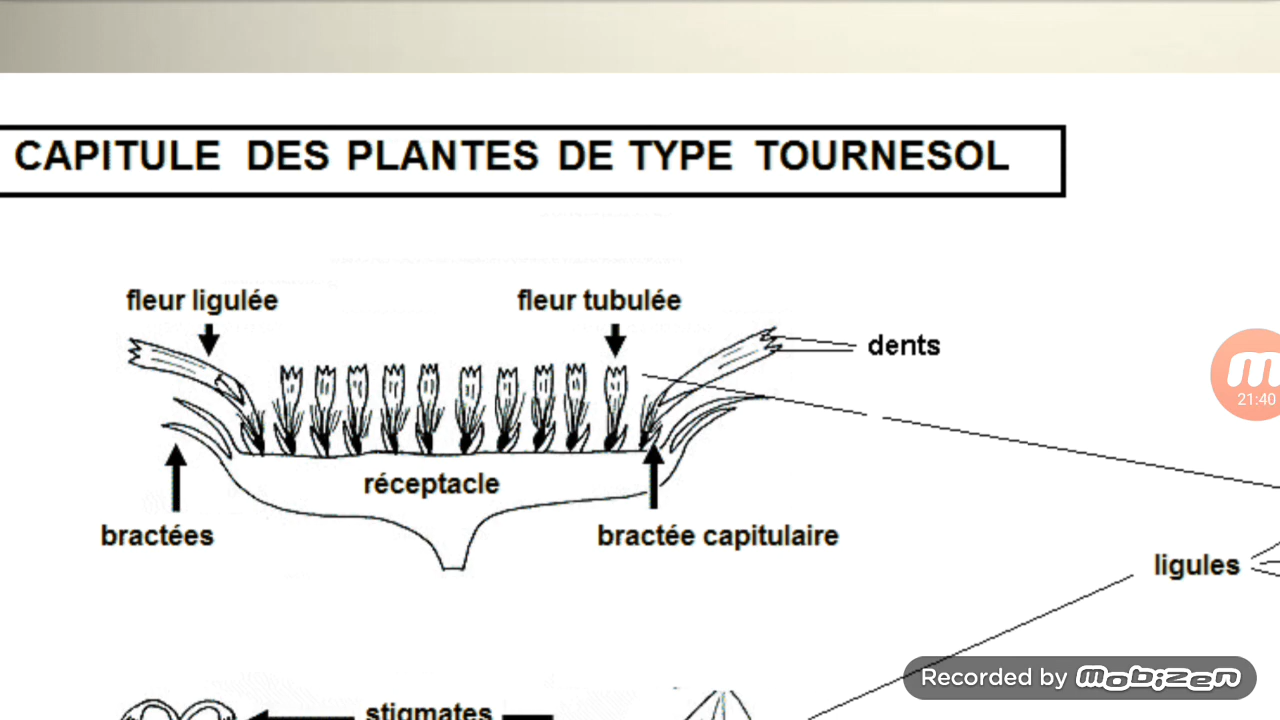 CAPITULE DES PLANTES DE TYPE TOURNESOL
fleur ligulée
fleur tubulée
dents
21:40
réceptacle
bractées
bractée capitulaire
ligules
Recorded by mobizen
stigmates